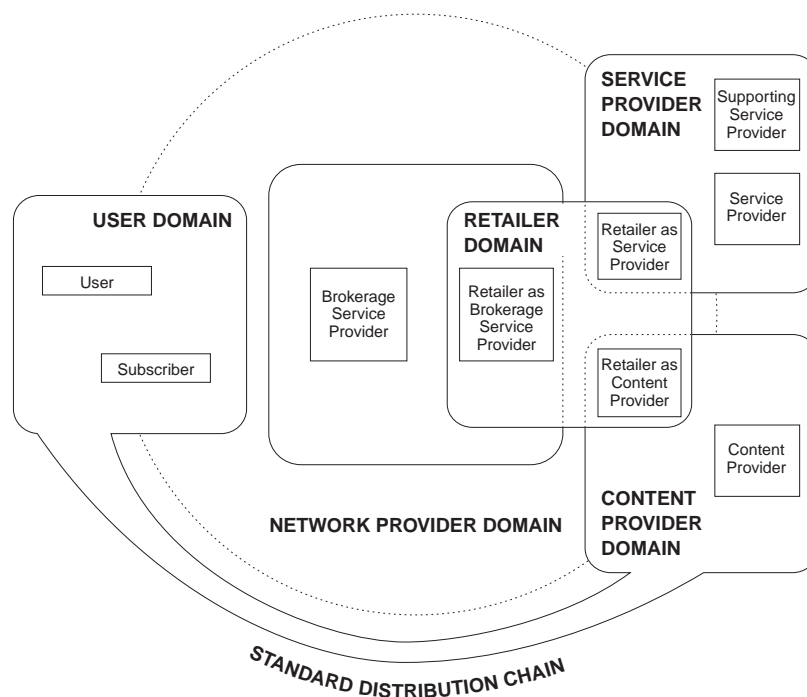 SERVICE
PROVIDER
DOMAIN
Supporting
Service
Provider
Service
Provider
USER DOMAIN
User
Subscriber
RETAILER
DOMAIN
Retailer as
Service
Provider
Brokerage
Service
Provider
Retailer as
Brokerage
Service
Provider
Retailer as
Content
Provider
Content
Provider
CONTENT
PROVIDER
DOMAIN
NETWORK PROVIDER DOMAIN
STANDARD DISTRIBUTION CHAIN